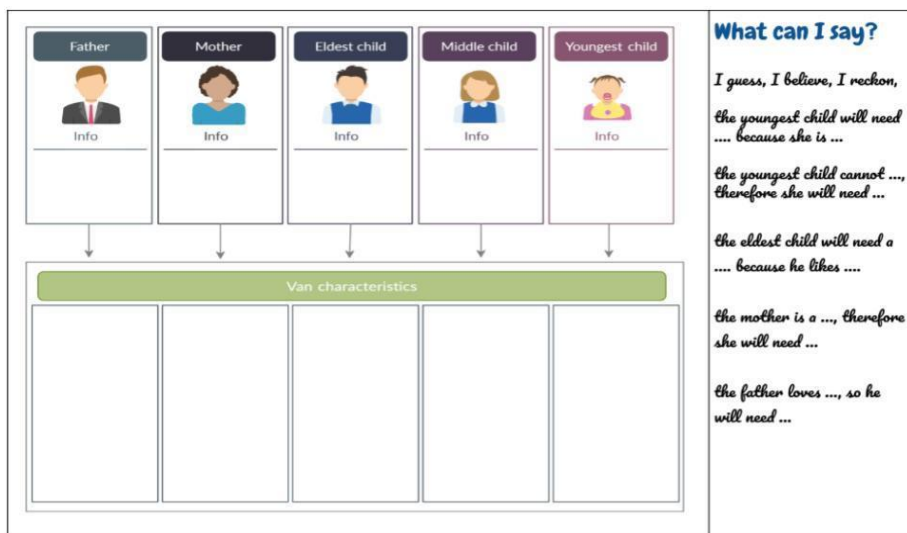 Father
Mother
Eldest child
Middle child
Youngest child
Info
Info
Info
Info
Info
Van characteristics
What can I say?
I guess, I believe, I reckon,
the youngest child will need
.... because she is ...
the youngest child cannot ...,
therefore she will need ...
the eldest child will need a
.... because he likes ....
the mother is a ..., therefore
she will need ...
the father loves ..., so he
will need ...